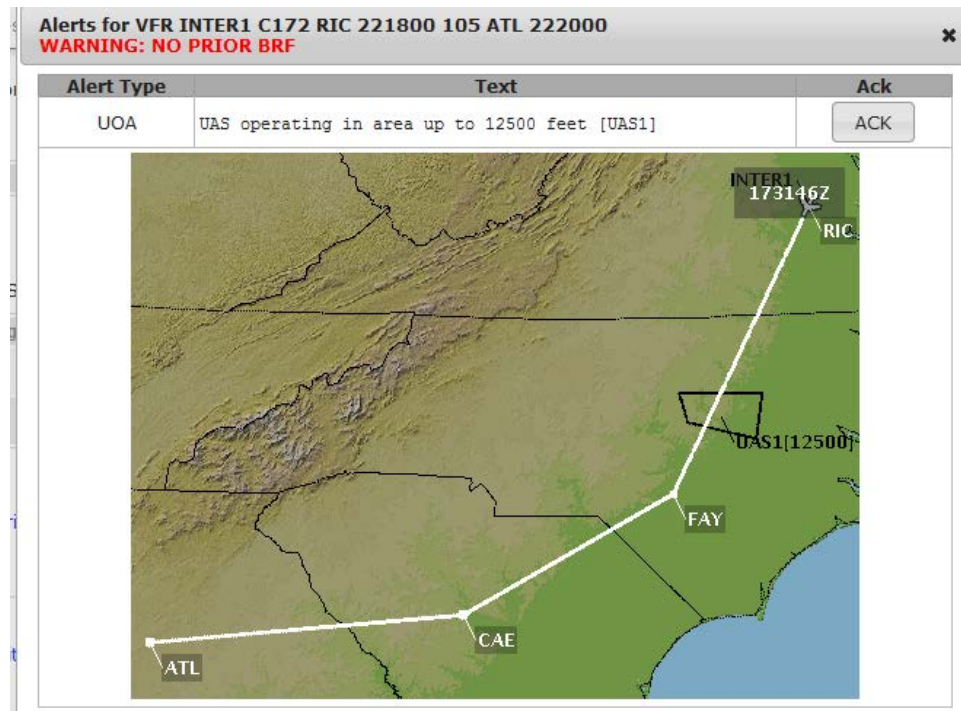 Alerts for VFR INTER1 C172 RIC 221800 105 ATL 222000
WARNING: NO PRIOR BRF
Alert Type Text Ack
UOA UAS operating in area up to 12500 feet [UAS1] ACK
INTER1
173146Z
RIC
UAS1[12500]
FAY
CAE
ATL